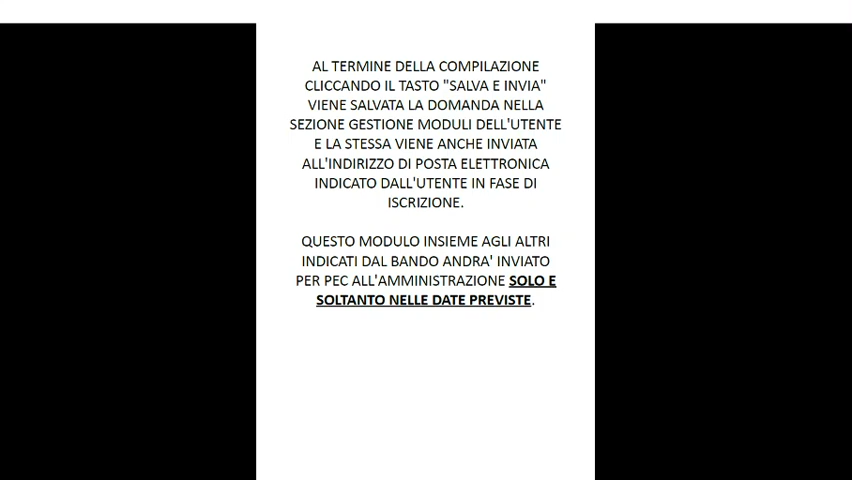 AL TERMINE DELLA COMPILAZIONE
CLICCANDO IL TASTO "SALVA E INVIA"
VIENE SALVATA LA DOMANDA NELLA
SEZIONE GESTIONE MODULI DELL'UTENTE
E LA STESSA VIENE ANCHE INVIATA
ALL'INDIRIZZO DI POSTA ELETTRONICA
INDICATO DALL'UTENTE IN FASE DI
ISCRIZIONE.
QUESTO MODULO INSIEME AGLI ALTRI
INDICATI DAL BANDO ANDRA' INVIATO
PER PEC ALL'AMMINISTRAZIONE SOLO E
SOLTANTO NELLE DATE PREVISTE.